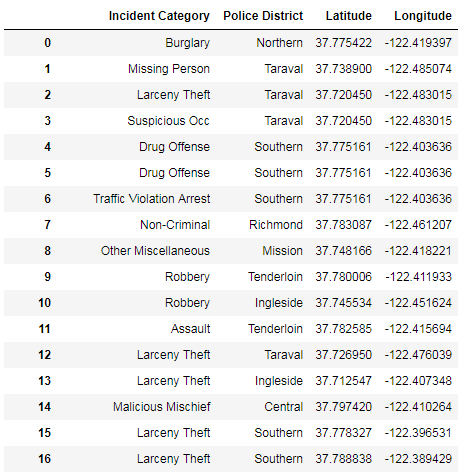 Incident Category Police District Latitude Longitude
0 Burglary Northern 37.775422 -122.419397
1 Missing Person Taraval 37.738900 -122.485074
2 Larceny Theft Taraval 37.720450 -122.483015
3 Suspicious Occ Taraval 37.720450 -122.483015
4 Drug Offense Southern 37.775161 -122.403636
5 Drug Offense Southern 37.775161 -122.403636
6 Traffic Violation Arrest Southern 37.775161 -122.403636
7 Non-Criminal Richmond 37.783087 -122.461207
8 Other Miscellaneous Mission 37.748166 -122.418221
9 Robbery Tenderloin 37.780006 -122.411933
10 Robbery Ingleside 37.745534 -122.451624
11 Assault Tenderloin 37.782585 -122.415694
12 Larceny Theft Taraval 37.726950 -122.476039
13 Larceny Theft Ingleside 37.712547 -122.407348
14 Malicious Mischief Central 37.797420 -122.410264
15 Larceny Theft Southern 37.778327 -122.396531
16 Larceny Theft Southern 37.788838 -122.389429